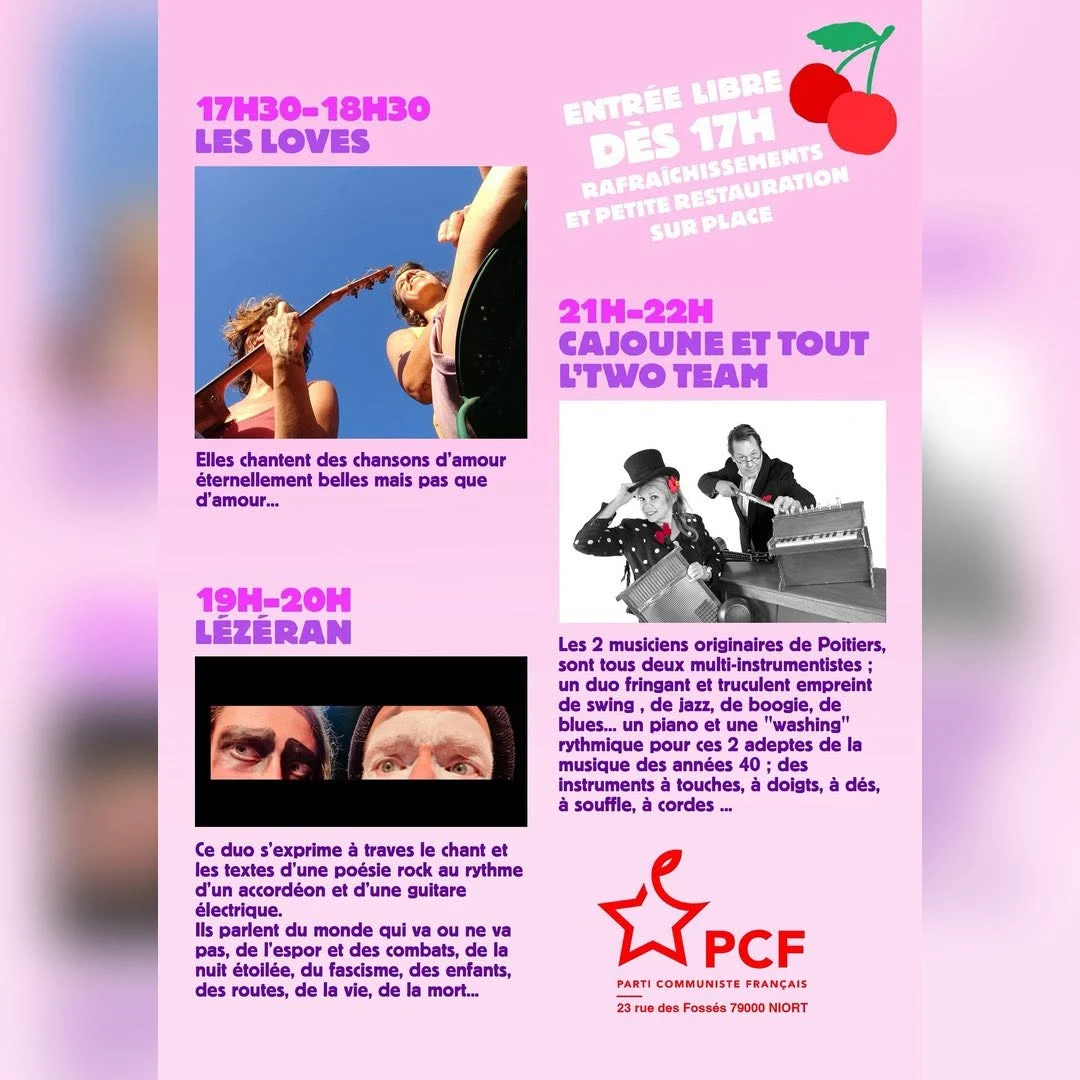 17H30-18H30
LES LOVES
Elles chantent des chansons d'amour
éternellement belles mais pas que
d'amour...
19H-20H
LÉZÉRAN
Ce duo s'exprime à traves le chant et
les textes d'une poésie rock au rythme
d'un accordéon et d'une guitare
électrique.
Ils parlent du monde qui va ou ne va
pas, de l'espor et des combats, de la
nuit étoilée, du fascisme, des enfants,
des routes, de la vie, de la mort...
ENTRÉE LIBRE
DÈS 17H
RAFRAÎCHISSEMENTS
ET PETITE RESTAURATION
SUR PLACE
21H-22H
CAJOUNE ET TOUT
L'TWO TEAM
Les 2 musiciens originaires de Poitiers,
sont tous deux multi-instrumentistes ;
un duo fringant et truculent empreint
de swing , de jazz, de boogie, de
blues... un piano et une "washing"
rythmique pour ces 2 adeptes de la
musique des années 40 ; des
instruments à touches, à doigts, à dés,
à souffle, à cordes ...
PCF
PARTI COMMUNISTE FRANÇAIS
23 rue des Fossés 79000 NIORT